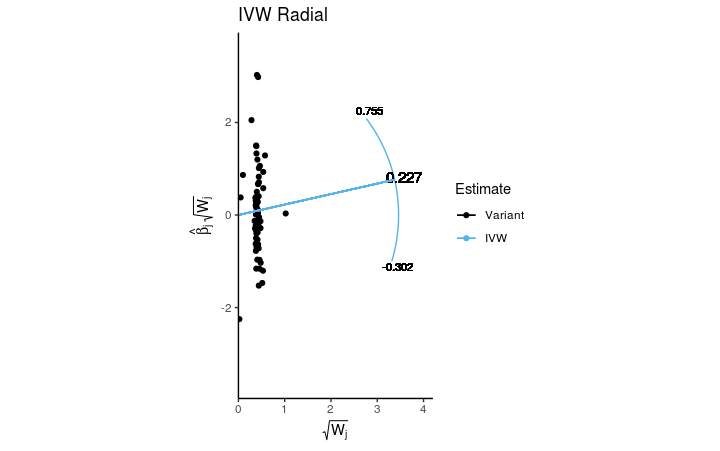 IVW Radial
0.755
2
0.227
Estimate
Variant
0
β̂ⱼ√Wⱼ
IVW
-0.302
-2
0 1 2 3 4
√Wⱼ